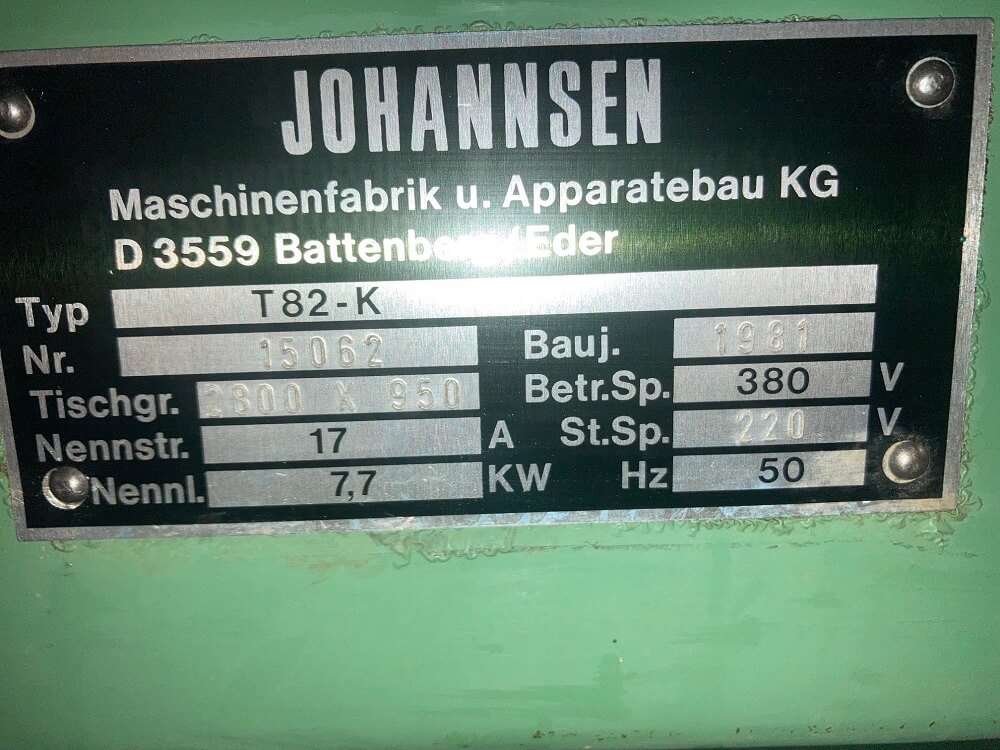 JOHANNSEN
Maschinenfabrik u. Apparatebau KG
D 3559 Battenberg/Eder
Typ T82-K
Nr. 15062 Bauj. 1981
Tischgr. 2800 X 950 Betr.Sp. 380 V
Nennstr. 17 A St.Sp. 220 V
Nennl. 7,7 KW Hz 50